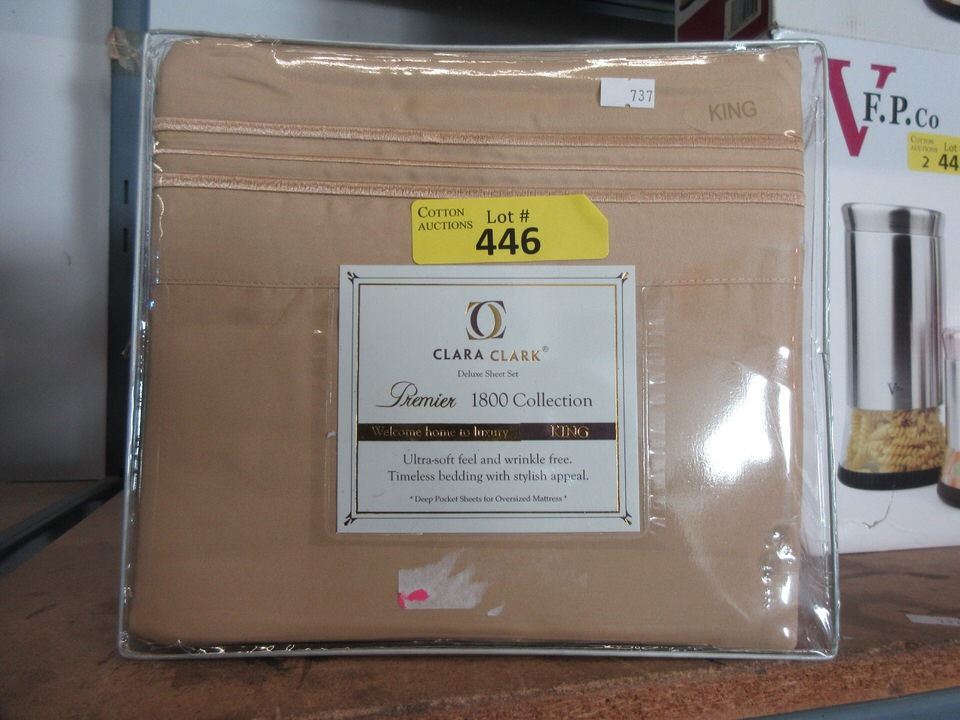 737
KING
COTTON
AUCTIONS
Lot #
446
CLARA CLARK®
Deluxe Sheet Set
Premier 1800 Collection
Welcome home to luxury KING
Ultra-soft feel and wrinkle free.
Timeless bedding with stylish appeal.
* Deep Pocket Sheets for Oversized Mattress *
V
F.P.Co
COTTON
AUCTIONS
Lot
2 44
V